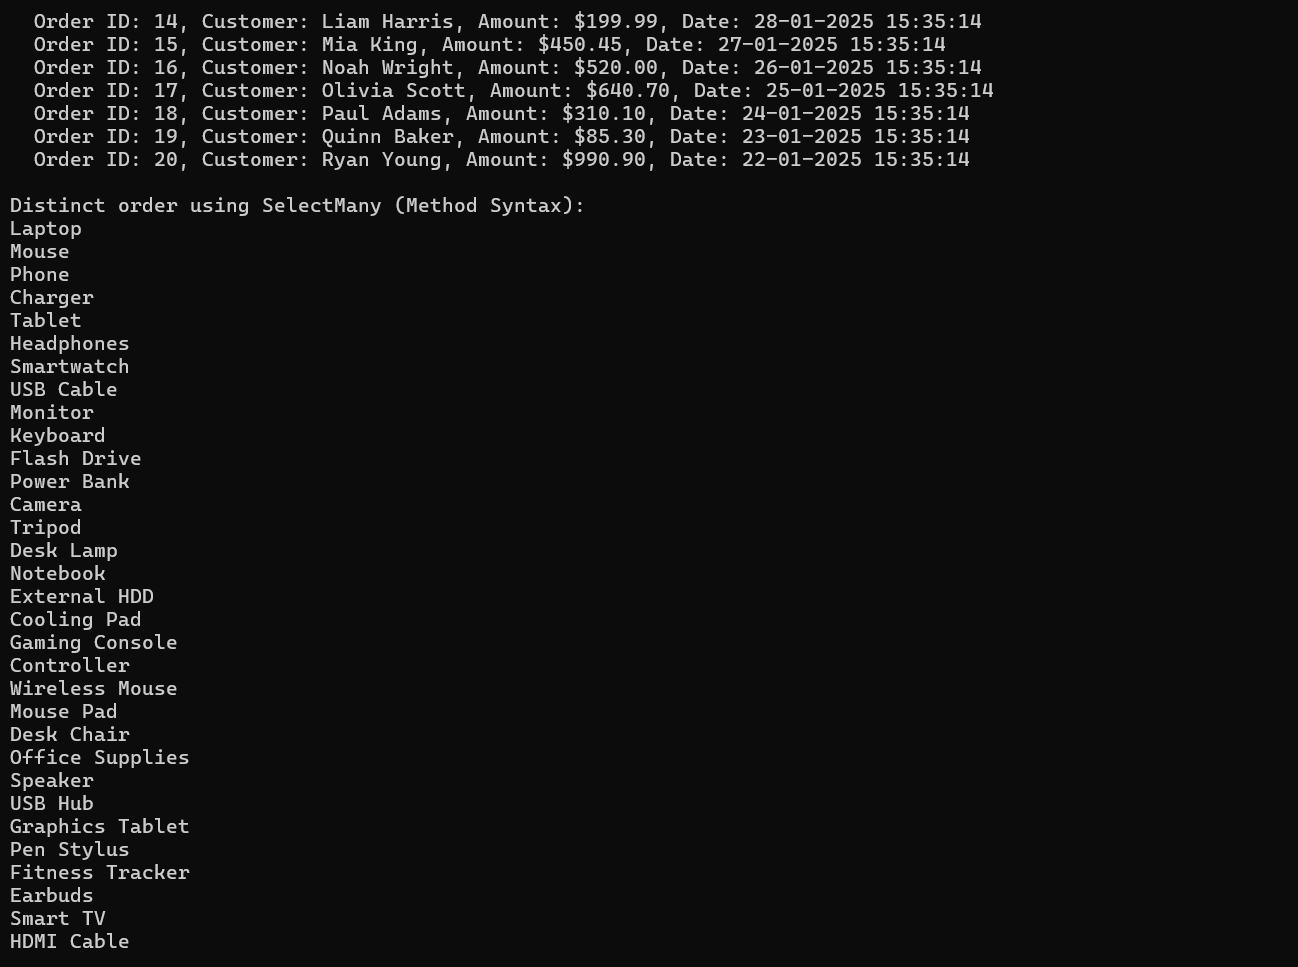 Order ID: 14, Customer: Liam Harris, Amount: $199.99, Date: 28-01-2025 15:35:14
Order ID: 15, Customer: Mia King, Amount: $450.45, Date: 27-01-2025 15:35:14
Order ID: 16, Customer: Noah Wright, Amount: $520.00, Date: 26-01-2025 15:35:14
Order ID: 17, Customer: Olivia Scott, Amount: $640.70, Date: 25-01-2025 15:35:14
Order ID: 18, Customer: Paul Adams, Amount: $310.10, Date: 24-01-2025 15:35:14
Order ID: 19, Customer: Quinn Baker, Amount: $85.30, Date: 23-01-2025 15:35:14
Order ID: 20, Customer: Ryan Young, Amount: $990.90, Date: 22-01-2025 15:35:14
Distinct order using SelectMany (Method Syntax):
Laptop
Mouse
Phone
Charger
Tablet
Headphones
Smartwatch
USB Cable
Monitor
Keyboard
Flash Drive
Power Bank
Camera
Tripod
Desk Lamp
Notebook
External HDD
Cooling Pad
Gaming Console
Controller
Wireless Mouse
Mouse Pad
Desk Chair
Office Supplies
Speaker
USB Hub
Graphics Tablet
Pen Stylus
Fitness Tracker
Earbuds
Smart TV
HDMI Cable